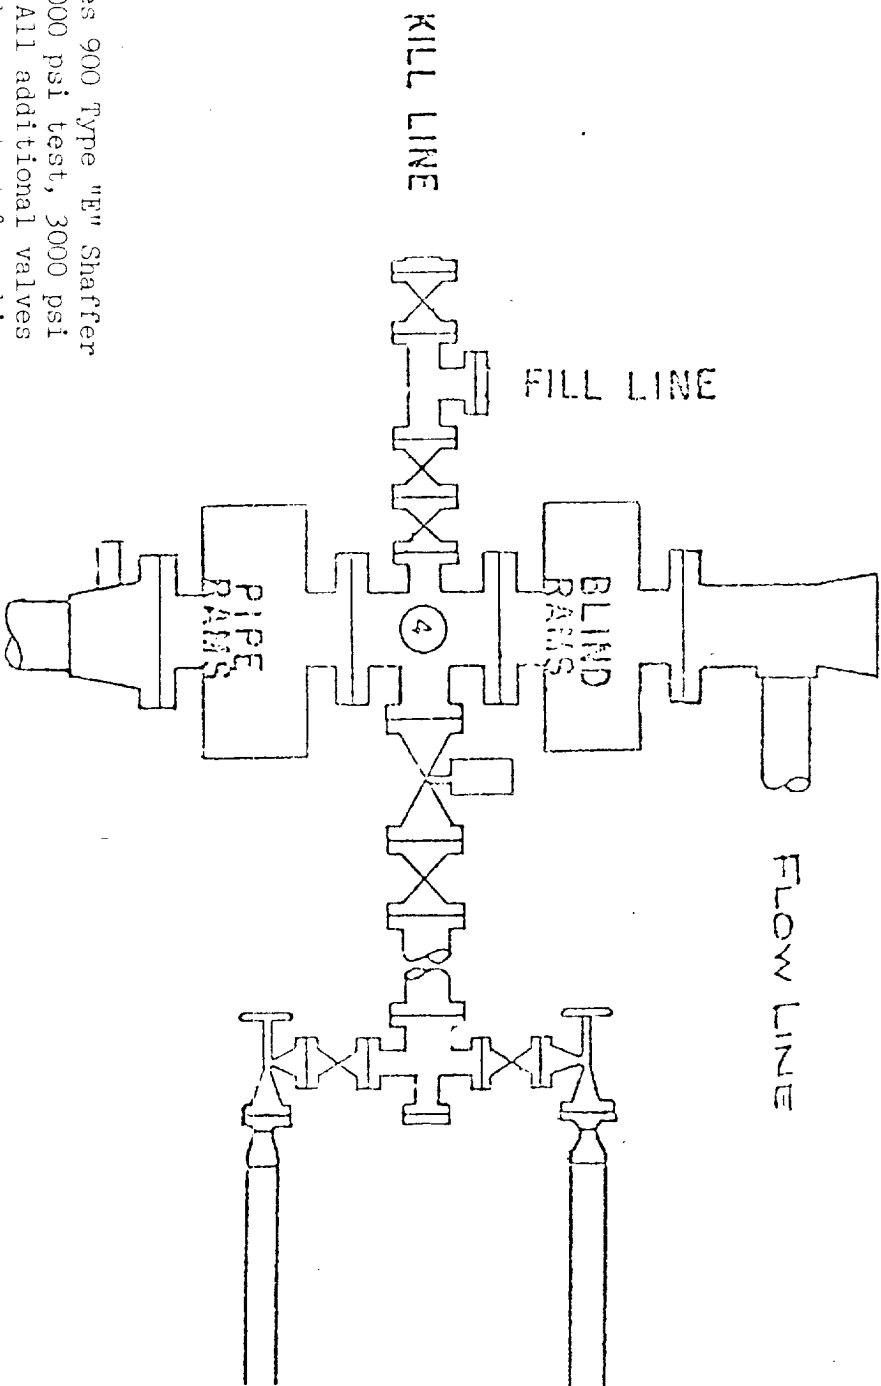 FLOW LINE
BLIND
RAMS
FILL LINE
KILL LINE
4
PIPE
RAMS
es 900 Type "E" Shaffer
000 psi test, 3000 psi
All additional valves